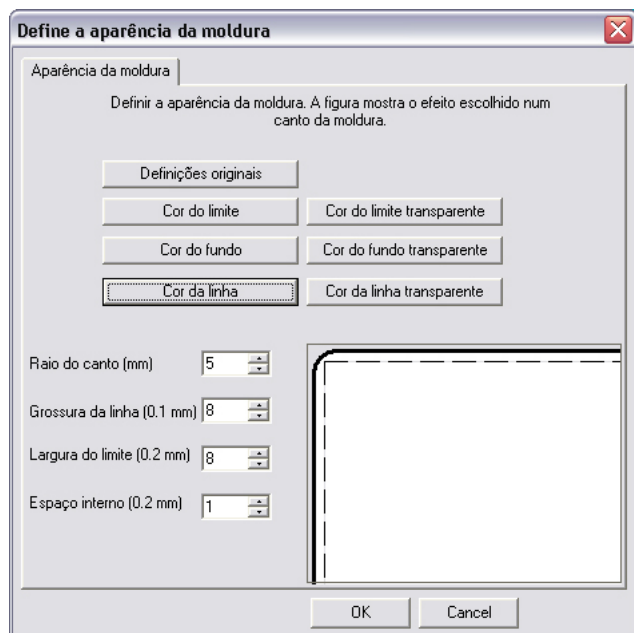 Define a aparência da moldura
Aparência da moldura
Definir a aparência da moldura. A figura mostra o efeito escolhido num
canto da moldura.
Definições originais
Cor do limite
Cor do limite transparente
Cor do fundo
Cor do fundo transparente
Cor da linha
Cor da linha transparente
Raio do canto (mm) 5
Grossura da linha (0.1 mm) 8
Largura do limite (0.2 mm) 8
Espaço interno (0.2 mm) 1
OK
Cancel